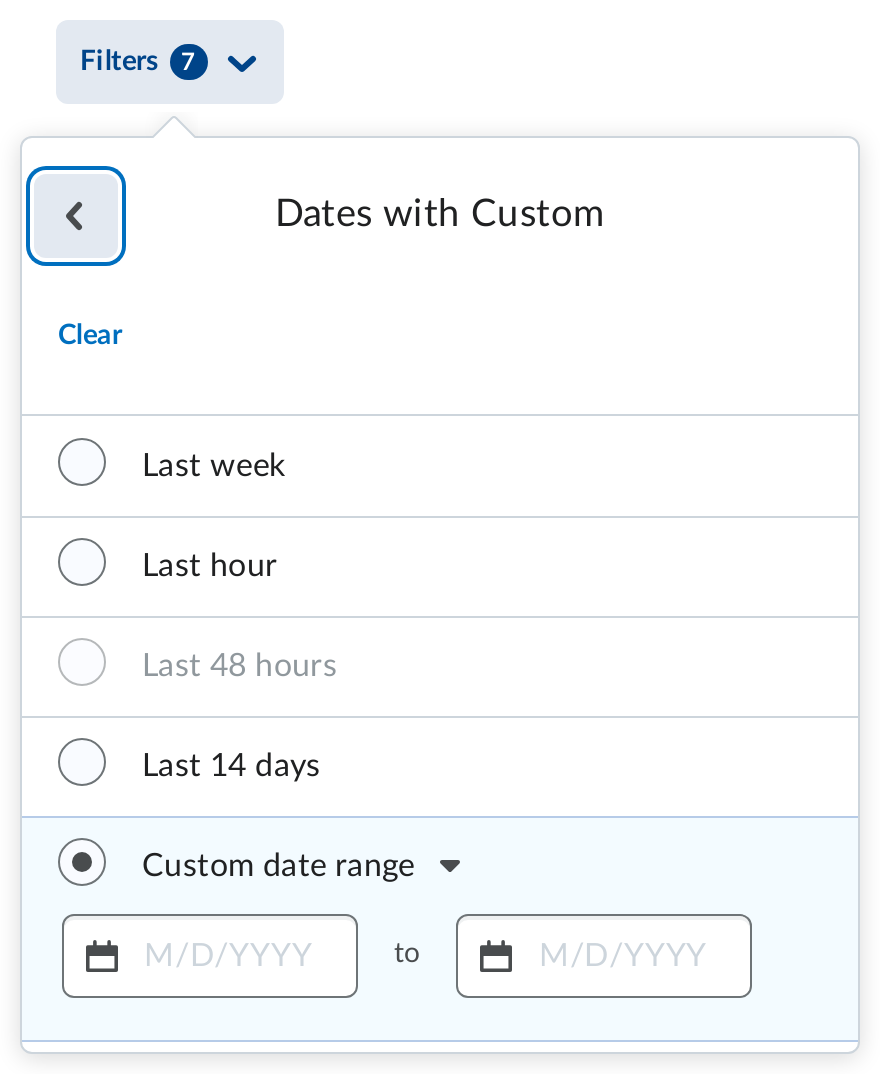 Filters 7
Dates with Custom
Clear
Last week
Last hour
Last 48 hours
Last 14 days
Custom date range
M/D/YYYY to M/D/YYYY